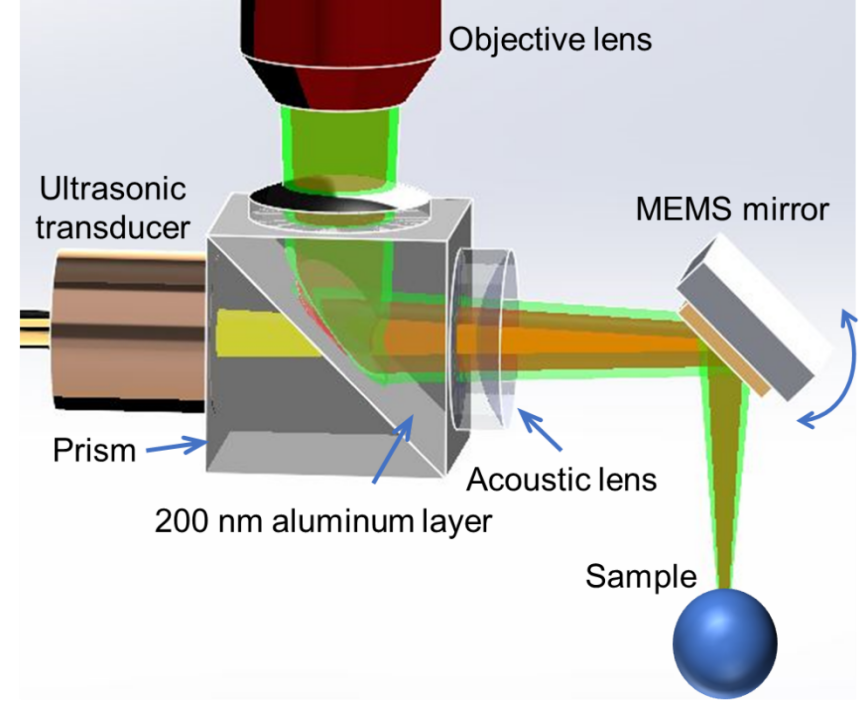 Objective lens
Ultrasonic
transducer
MEMS mirror
Prism
Acoustic lens
200 nm aluminum layer
Sample